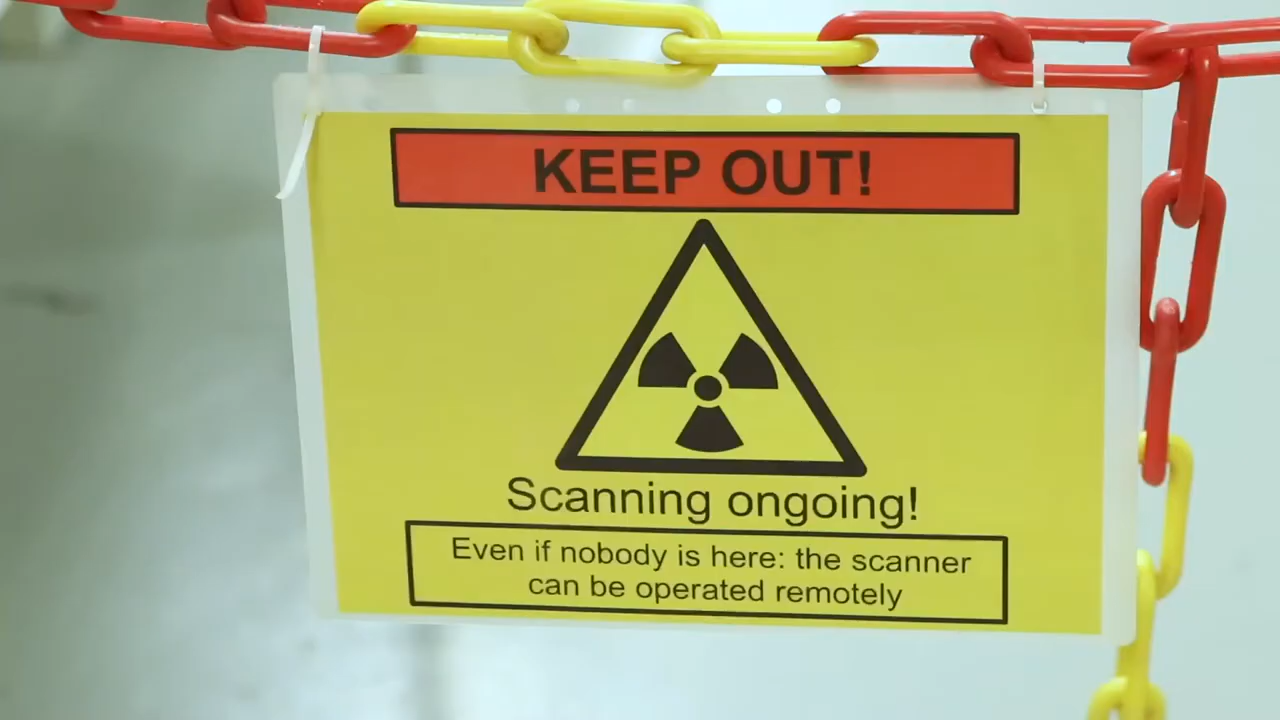 KEEP OUT!
Scanning ongoing!
Even if nobody is here: the scanner
can be operated remotely